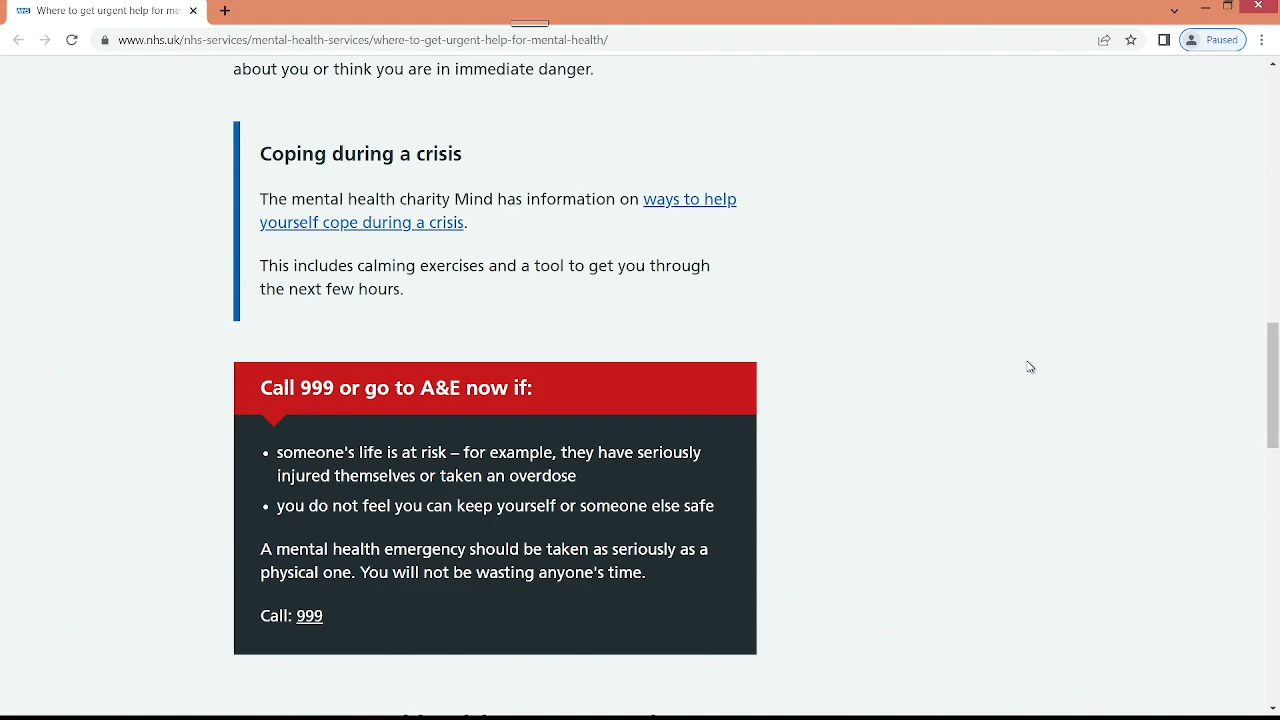 NHS
Where to get urgent help for me
www.nhs.uk/nhs-services/mental-health-services/where-to-get-urgent-help-for-mental-health/
Paused
about you or think you are in immediate danger.
Coping during a crisis
The mental health charity Mind has information on ways to help
yourself cope during a crisis.
This includes calming exercises and a tool to get you through
the next few hours.
Call 999 or go to A&E now if:
• someone's life is at risk – for example, they have seriously
injured themselves or taken an overdose
• you do not feel you can keep yourself or someone else safe
A mental health emergency should be taken as seriously as a
physical one. You will not be wasting anyone's time.
Call: 999